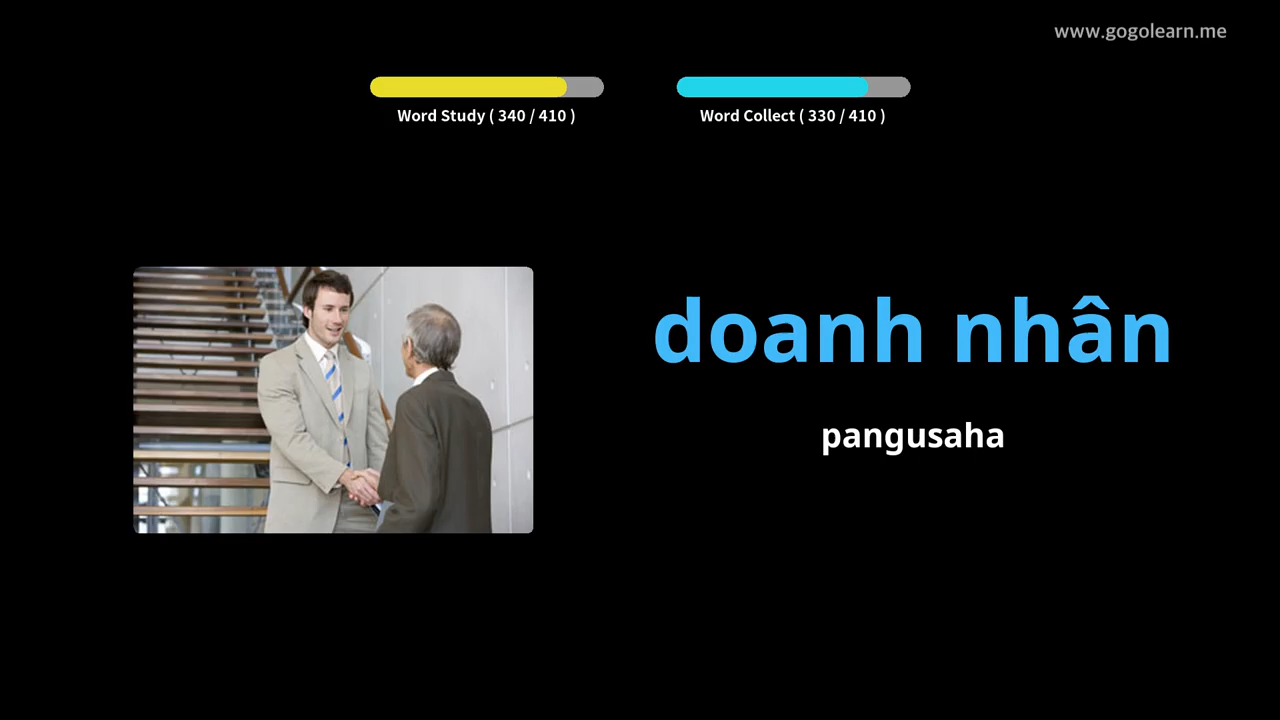 www.gogolearn.me
Word Study ( 340 / 410 )
Word Collect ( 330 / 410 )
doanh nhân
pangusaha